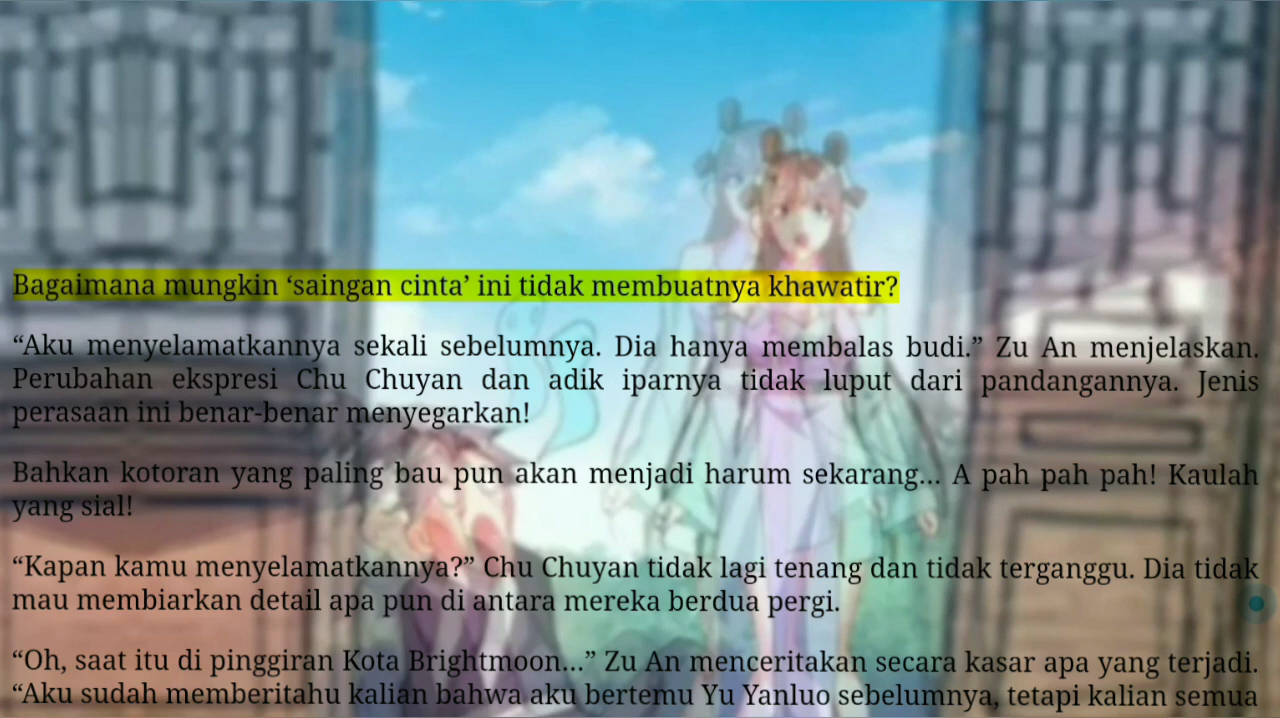 Bagaimana mungkin ‘saingan cinta’ ini tidak membuatnya khawatir?
“Aku menyelamatkannya sekali sebelumnya. Dia hanya membalas budi.” Zu An menjelaskan.
Perubahan ekspresi Chu Chuyan dan adik iparnya tidak luput dari pandangannya. Jenis
perasaan ini benar-benar menyegarkan!
Bahkan kotoran yang paling bau pun akan menjadi harum sekarang… A pah pah pah! Kaulah
yang sial!
“Kapan kamu menyelamatkannya?” Chu Chuyan tidak lagi tenang dan tidak terganggu. Dia tidak
mau membiarkan detail apa pun di antara mereka berdua pergi.
“Oh, saat itu di pinggiran Kota Brightmoon…” Zu An menceritakan secara kasar apa yang terjadi.
“Aku sudah memberitahu kalian bahwa aku bertemu Yu Yanluo sebelumnya, tetapi kalian semua